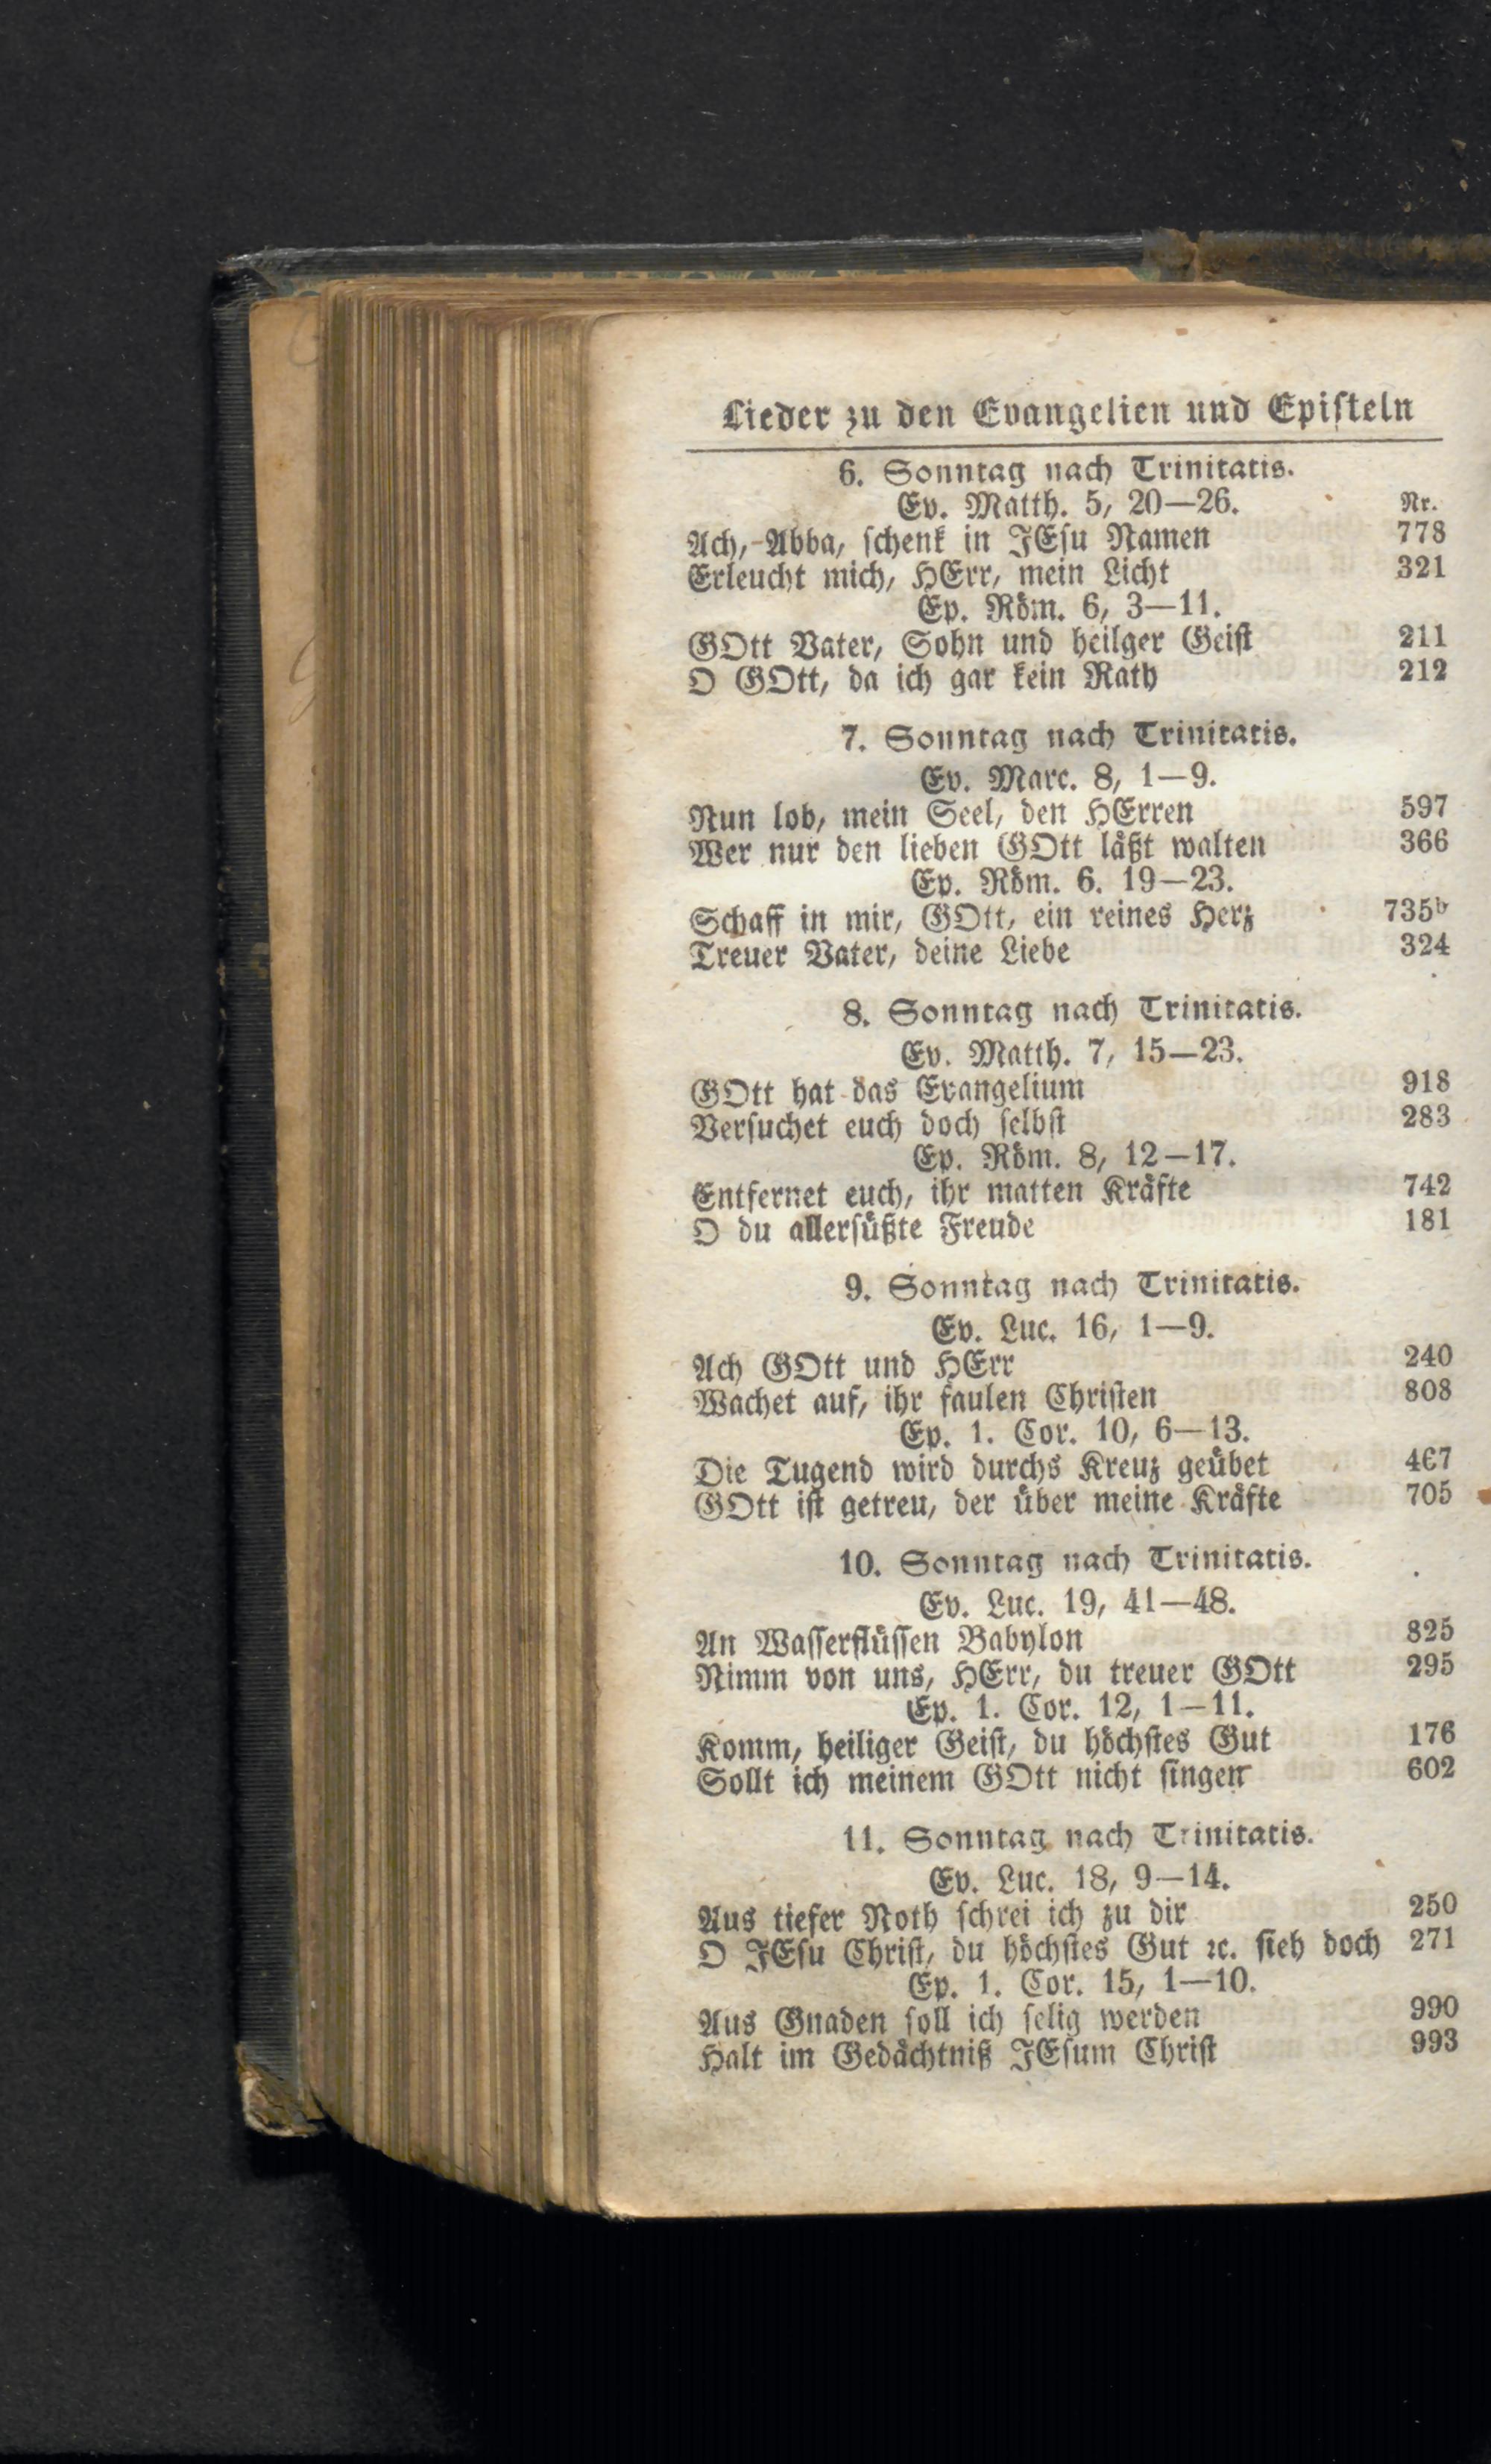 Lieder zu den Evangelien und Episteln
6. Sonntag nach Trinitatis.
Ev. Matth. 5, 20—26. Nr.
Ach, Abba, schenk in JEsu Namen 778
Erleucht mich, HErr, mein Licht 321
Ep. Röm. 6, 3—11.
GOtt Vater, Sohn und heilger Geist 211
O GOtt, da ich gar kein Rath 212
7. Sonntag nach Trinitatis.
Ev. Marc. 8, 1—9.
Nun lob, mein Seel, den HErren 597
Wer nur den lieben GOtt läßt walten 366
Ep. Röm. 6. 19—23.
Schaff in mir, GOtt, ein reines Herz 735b
Treuer Vater, deine Liebe 324
8. Sonntag nach Trinitatis.
Ev. Matth. 7, 15—23.
GOtt hat das Evangelium 918
Versuchet euch doch selbst 283
Ep. Röm. 8, 12—17.
Entfernet euch, ihr matten Kräfte 742
O du allersüßte Freude 181
9. Sonntag nach Trinitatis.
Ev. Luc. 16, 1—9.
Ach GOtt und HErr 240
Wachet auf, ihr faulen Christen 808
Ep. 1. Cor. 10, 6—13.
Die Tugend wird durchs Kreuz geübet 467
GOtt ist getreu, der über meine Kräfte 705
10. Sonntag nach Trinitatis.
Ev. Luc. 19, 41—48.
An Wasserflüssen Babylon 825
Nimm von uns, HErr, du treuer GOtt 295
Ep. 1. Cor. 12, 1—11.
Komm, heiliger Geist, du höchstes Gut 176
Sollt ich meinem GOtt nicht singen 602
11. Sonntag nach Trinitatis.
Ev. Luc. 18, 9—14.
Aus tiefer Noth schrei ich zu dir 250
O JEsu Christ, du höchstes Gut ꝛc. sieh doch 271
Ep. 1. Cor. 15, 1—10.
Aus Gnaden soll ich selig werden 990
Halt im Gedächtniß JEsum Christ 993